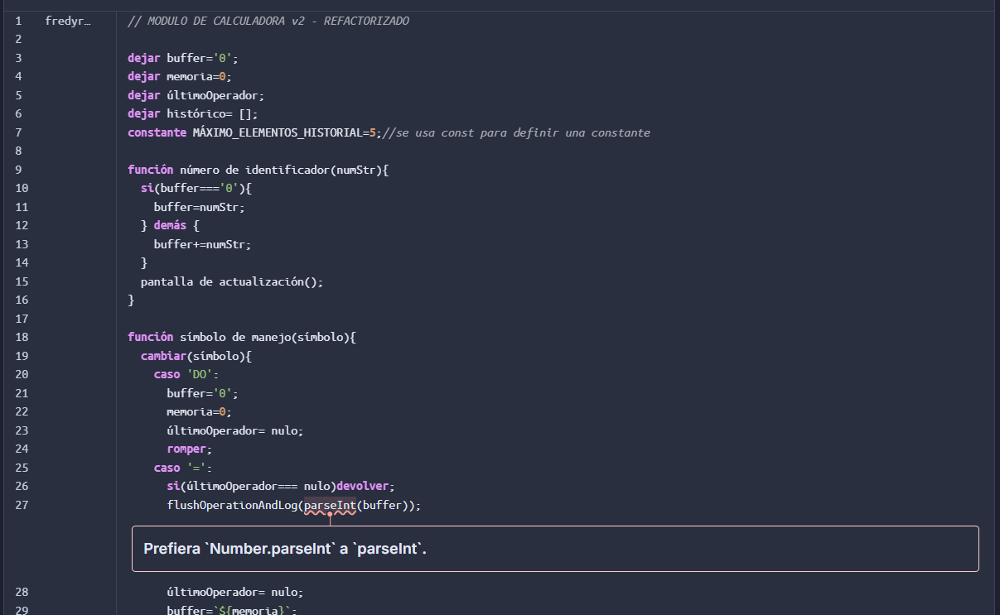 1 fredyr… // MODULO DE CALCULADORA v2 - REFACTORIZADO
2
3 dejar buffer='0';
4 dejar memoria=0;
5 dejar últimoOperador;
6 dejar histórico= [];
7 constante MÁXIMO_ELEMENTOS_HISTORIAL=5;//se usa const para definir una constante
8
9 función número de identificador(numStr){
10 si(buffer==='0'){
11 buffer=numStr;
12 } demás {
13 buffer+=numStr;
14 }
15 pantalla de actualización();
16 }
17
18 función símbolo de manejo(símbolo){
19 cambiar(símbolo){
20 caso 'DO':
21 buffer='0';
22 memoria=0;
23 últimoOperador= nulo;
24 romper;
25 caso '=':
26 si(últimoOperador=== nulo)devolver;
27 flushOperationAndLog(parseInt(buffer));
Prefiera `Number.parseInt` a `parseInt`.
28 últimoOperador= nulo;
29 buffer=`${memoria}`;